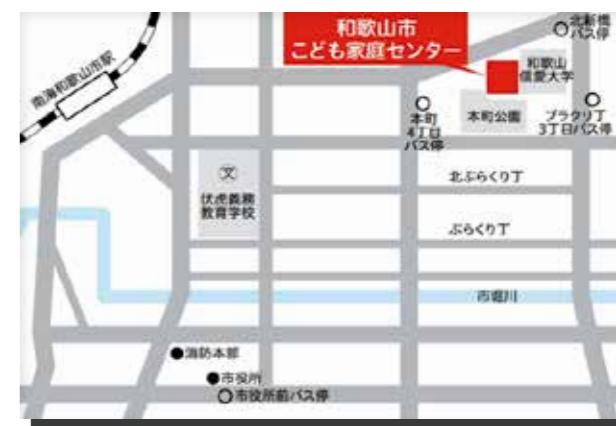 和歌山市
こども家庭センター
北新橋
バス停
南海和歌山市駅
和歌山
信愛大学
本町
4丁目
バス停
本町公園
ブラクリ丁
3丁目バス停
文
伏虎義務
教育学校
北ぶらくり丁
ぶらくり丁
市堀川
消防本部
市役所
市役所前バス停